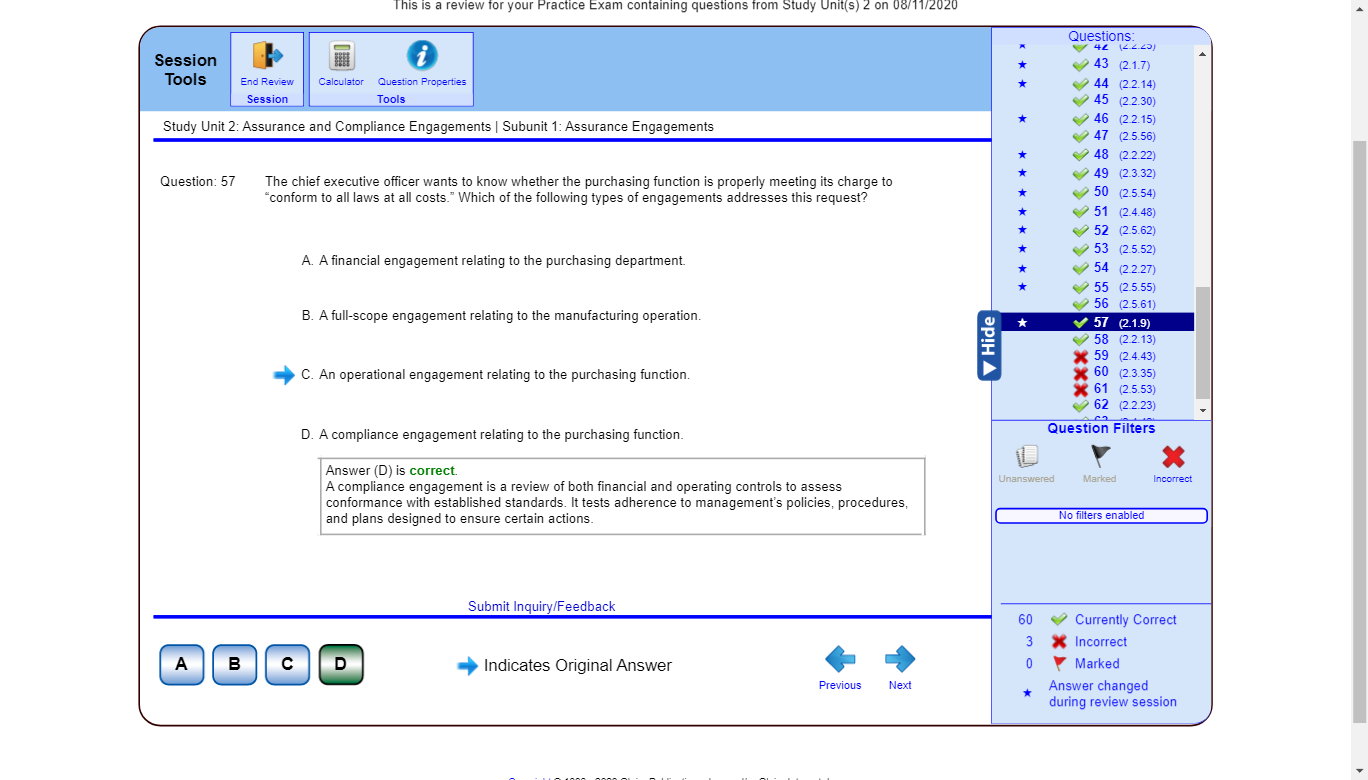 This is a review for your Practice Exam containing questions from Study Unit(s) 2 on 08/11/2020
Session
Tools
End Review
Session
Calculator
Question Properties
Tools
Study Unit 2: Assurance and Compliance Engagements | Subunit 1: Assurance Engagements
Question: 57
The chief executive officer wants to know whether the purchasing function is properly meeting its charge to
“conform to all laws at all costs.” Which of the following types of engagements addresses this request?
A. A financial engagement relating to the purchasing department.
B. A full-scope engagement relating to the manufacturing operation.
C. An operational engagement relating to the purchasing function.
D. A compliance engagement relating to the purchasing function.
Answer (D) is correct.
A compliance engagement is a review of both financial and operating controls to assess
conformance with established standards. It tests adherence to management’s policies, procedures,
and plans designed to ensure certain actions.
Submit Inquiry/Feedback
A
B
C
D
Indicates Original Answer
Previous
Next
Hide
Questions:
42 (2.2.25)
43 (2.1.7)
44 (2.2.14)
45 (2.2.30)
46 (2.2.15)
47 (2.5.56)
48 (2.2.22)
49 (2.3.32)
50 (2.5.54)
51 (2.4.48)
52 (2.5.62)
53 (2.5.52)
54 (2.2.27)
55 (2.5.55)
56 (2.5.61)
57 (2.1.9)
58 (2.2.13)
59 (2.4.43)
60 (2.3.35)
61 (2.5.53)
62 (2.2.23)
Question Filters
Unanswered
Marked
Incorrect
No filters enabled
60 Currently Correct
3 Incorrect
0 Marked
Answer changed
during review session